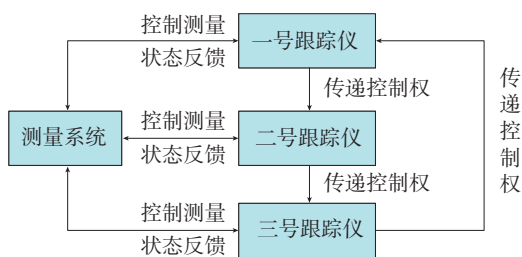 控制测量
状态反馈
一号跟踪仪
传递控制权
测量系统
控制测量
状态反馈
二号跟踪仪
传递控制权
控制测量
状态反馈
三号跟踪仪
传递控制权